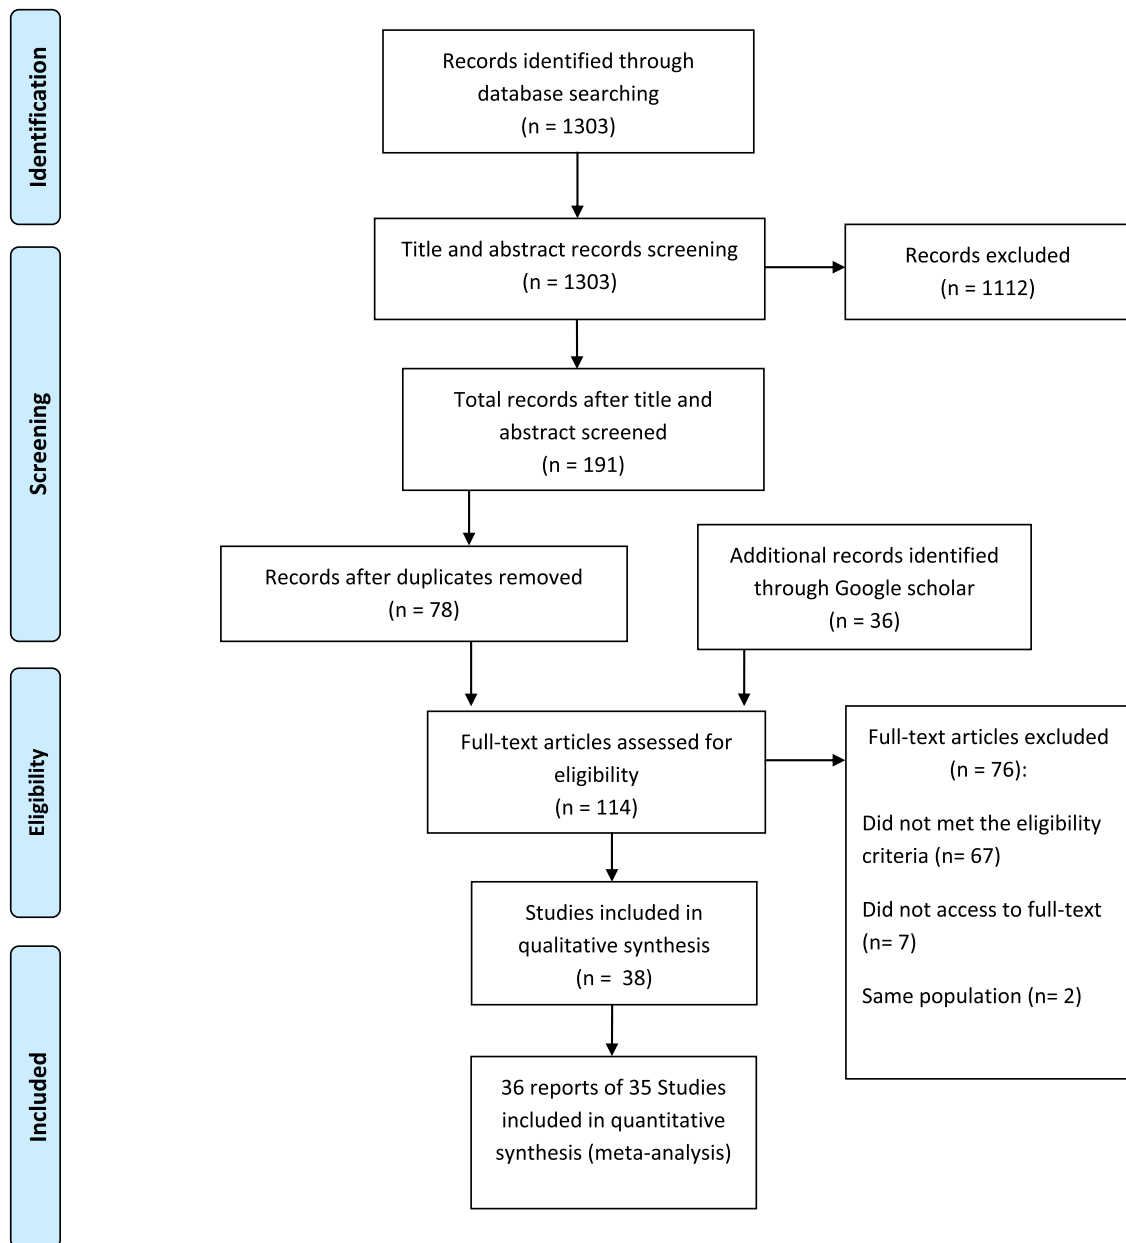 Identification
Records identified through
database searching
(n = 1303)
Title and abstract records screening
(n = 1303)
Records excluded
(n = 1112)
Screening
Total records after title and
abstract screened
(n = 191)
Records after duplicates removed
(n = 78)
Additional records identified
through Google scholar
(n = 36)
Eligibility
Full-text articles assessed for
eligibility
(n = 114)
Full-text articles excluded
(n = 76):
Did not met the eligibility
criteria (n= 67)
Did not access to full-text
(n= 7)
Same population (n= 2)
Studies included in
qualitative synthesis
(n =  38)
Included
36 reports of 35 Studies
included in quantitative
synthesis (meta-analysis)